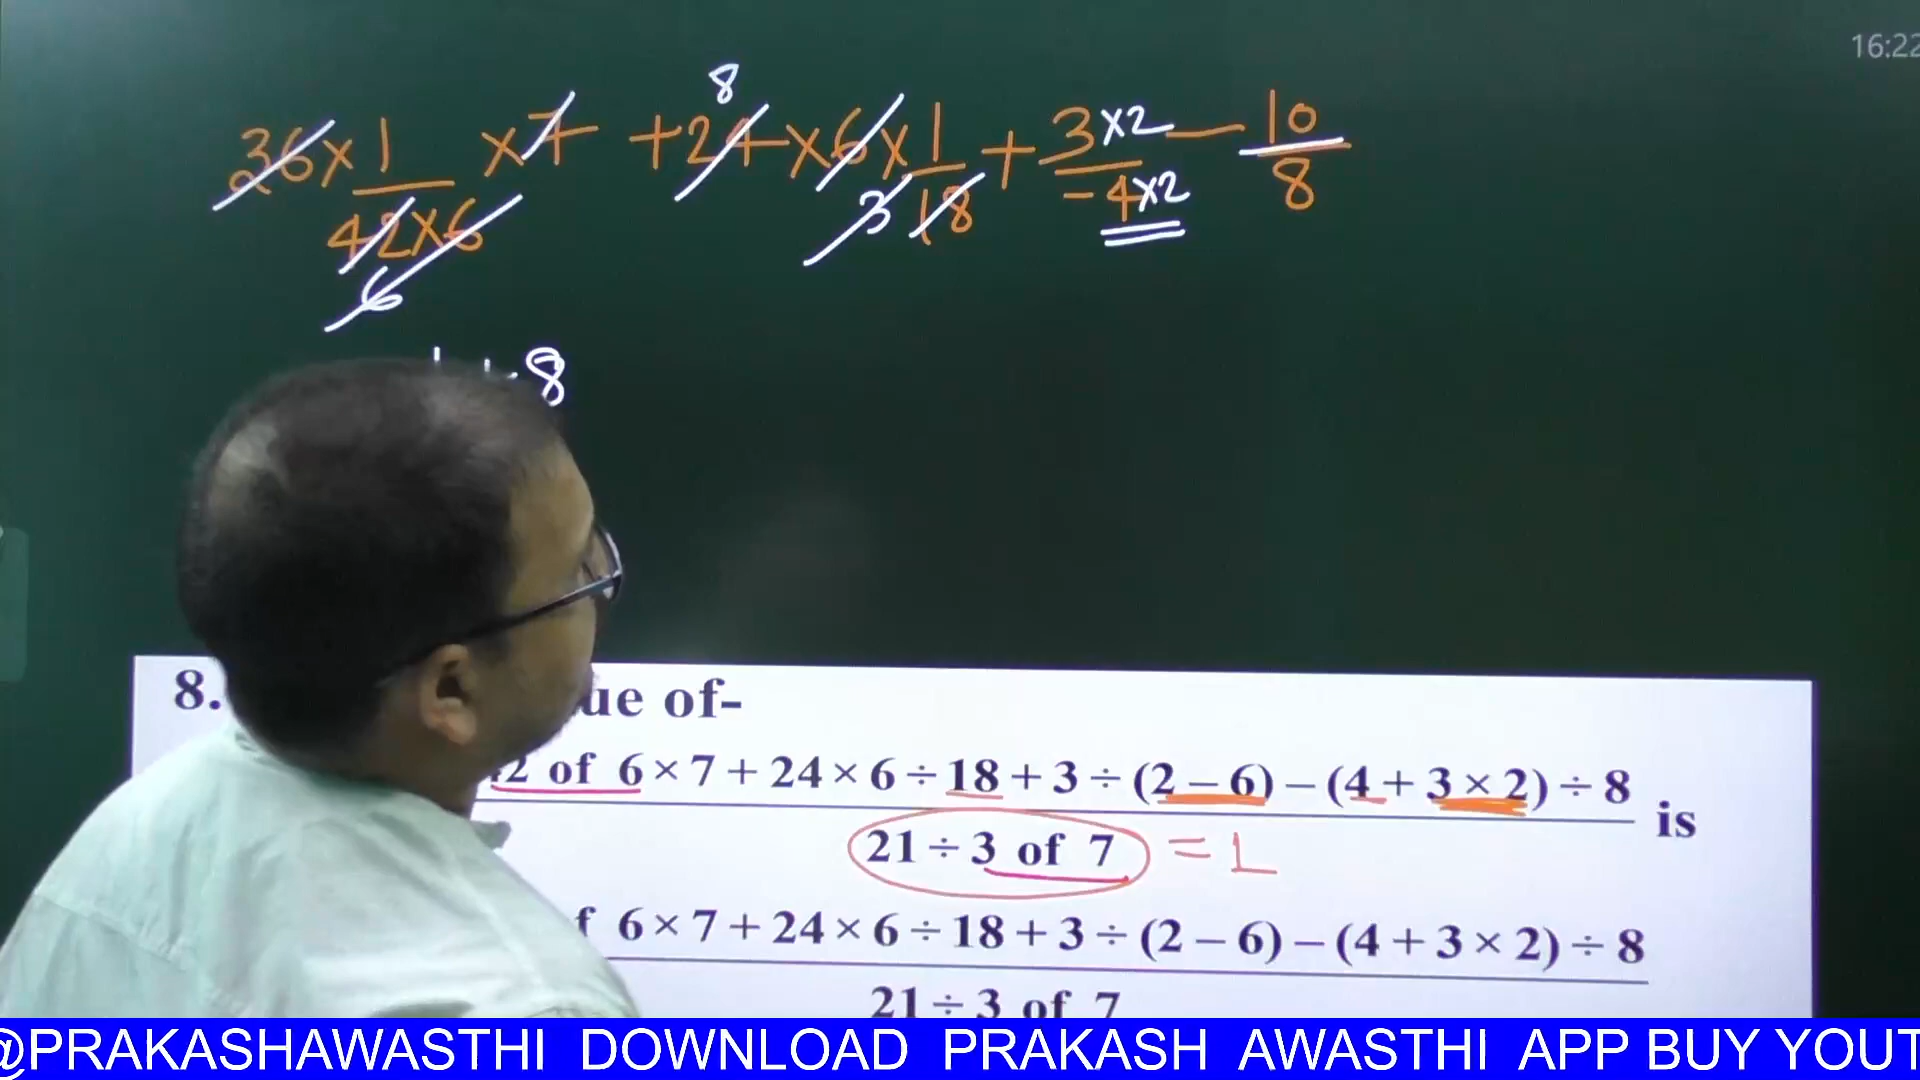 16:22
8
36 × 1 × 7 + 24 × 6 × 1 + 3 ×2 - 10
42 × 6 3 18 - 4 ×2 8
6
1 + 8
8. ue of-
2 of 6 × 7 + 24 × 6 ÷ 18 + 3 ÷ (2 – 6) – (4 + 3 × 2) ÷ 8 is
21 ÷ 3 of 7 = 1
f 6 × 7 + 24 × 6 ÷ 18 + 3 ÷ (2 – 6) – (4 + 3 × 2) ÷ 8
21 ÷ 3 of 7
@PRAKASHAWASTHI DOWNLOAD PRAKASH AWASTHI APP BUY YOUT